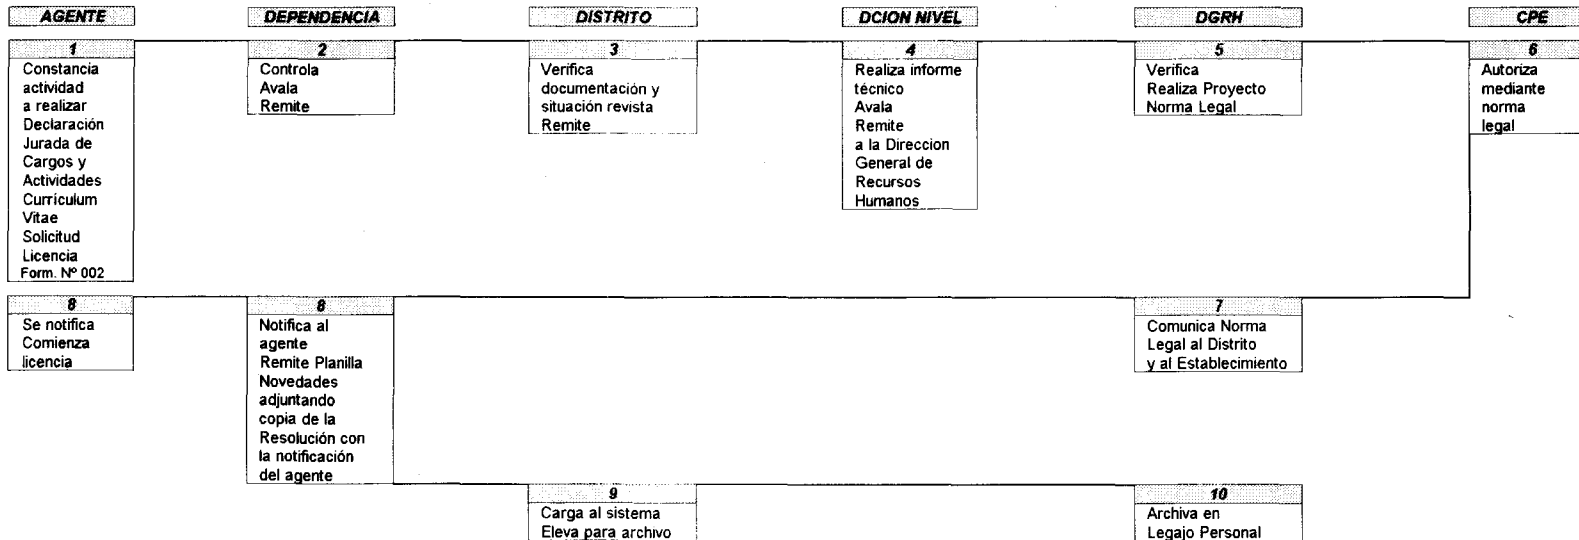 AGENTE
DEPENDENCIA
DISTRITO
DCION NIVEL
DGRH
CPE
1
Constancia
actividad
a realizar
Declaración
Jurada de
Cargos y
Actividades
Currículum
Vitae
Solicitud
Licencia
Form. Nº 002
2
Controla
Avala
Remite
3
Verifica
documentación y
situación revista
Remite
4
Realiza informe
técnico
Avala
Remite
a la Direccion
General de
Recursos
Humanos
5
Verifica
Realiza Proyecto
Norma Legal
6
Autoriza
mediante
norma
legal
8
Se notifica
Comienza
licencia
8
Notifica al
agente
Remite Planilla
Novedades
adjuntando
copia de la
Resolución con
la notificación
del agente
7
Comunica Norma
Legal al Distrito
y al Establecimiento
9
Carga al sistema
Eleva para archivo
10
Archiva en
Legajo Personal